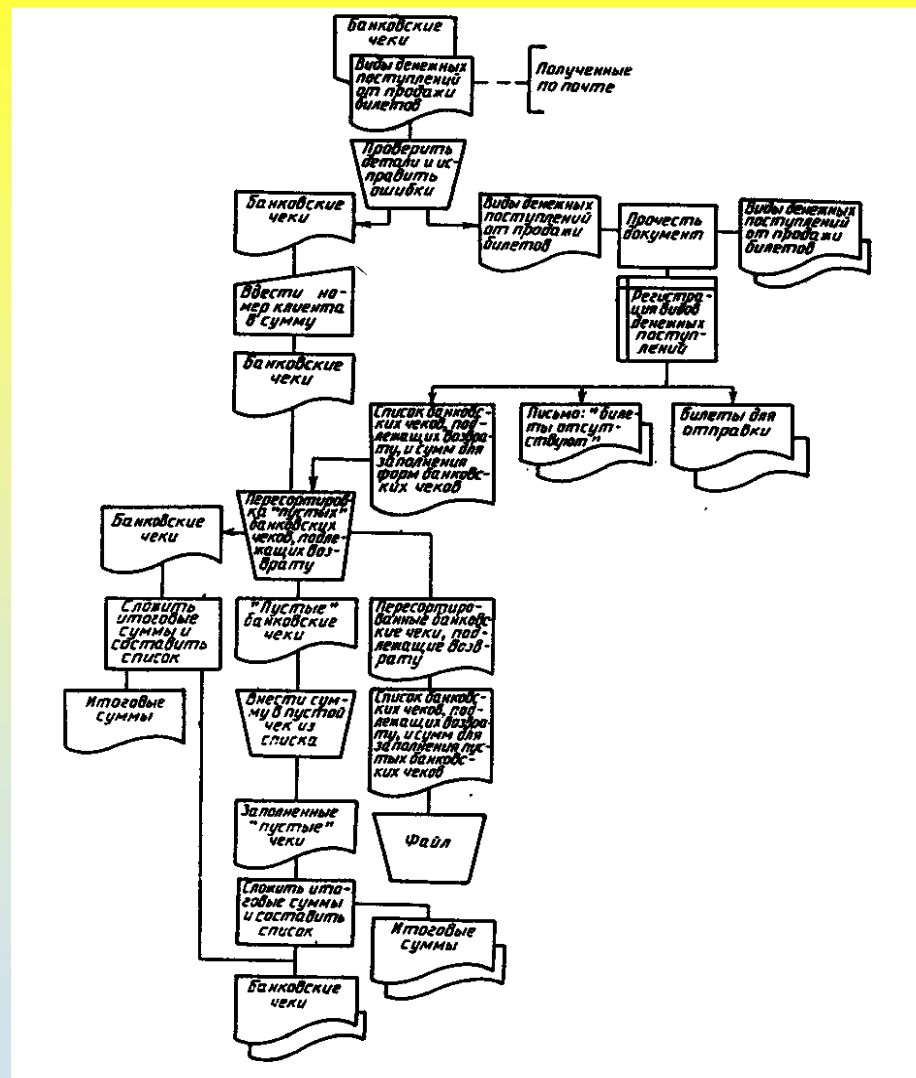 Банковские
чеки
Виды денежных
поступлений
от продажи
билетов
Полученные
по почте
Проверить
детали и ис-
править
ошибки
Банковские
чеки
Виды денежных
поступлений
от продажи
билетов
Прочесть
документ
Виды денежных
поступлений
от продажи
билетов
Ввести но-
мер клиента
в сумму
Регистра-
ция видов
денежных
поступ-
лений
Банковские
чеки
Список банковс-
ких чеков, под-
лежащих возвра-
ту, и сумм для
заполнения
форм банковс-
ких чеков
Письмо: "биле-
ты отсут-
ствуют"
Билеты для
отправки
Пересортиров-
ка "пустых"
банковских
чеков, подле-
жащих воз-
врату
Банковские
чеки
Сложить
итоговые
суммы и
составить
список
"Пустые"
банковские
чеки
Пересортиро-
ванные банковс-
кие чеки, под-
лежащие возв-
рату
Итоговые
суммы
Внести сум-
му в пустой
чек из
списка
Список банковс-
ких чеков, под-
лежащих возвра-
ту, и сумм для
заполнения пус-
тых банковс-
ких чеков
Заполненные
"пустые"
чеки
Файл
Сложить ито-
говые суммы
и составить
список
Итоговые
суммы
Банковские
чеки